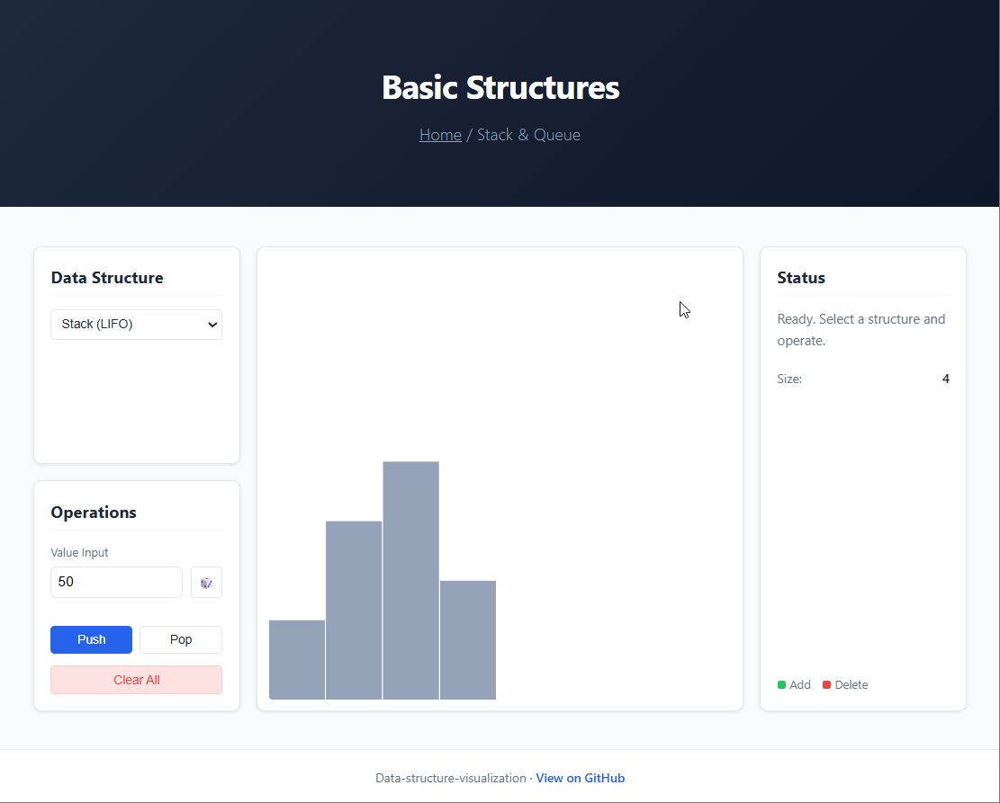 Basic Structures
Home / Stack & Queue
Data Structure
Stack (LIFO)
Operations
Value Input
50
Push
Pop
Clear All
Status
Ready. Select a structure and
operate.
Size: 4
Add Delete
Data-structure-visualization · View on GitHub